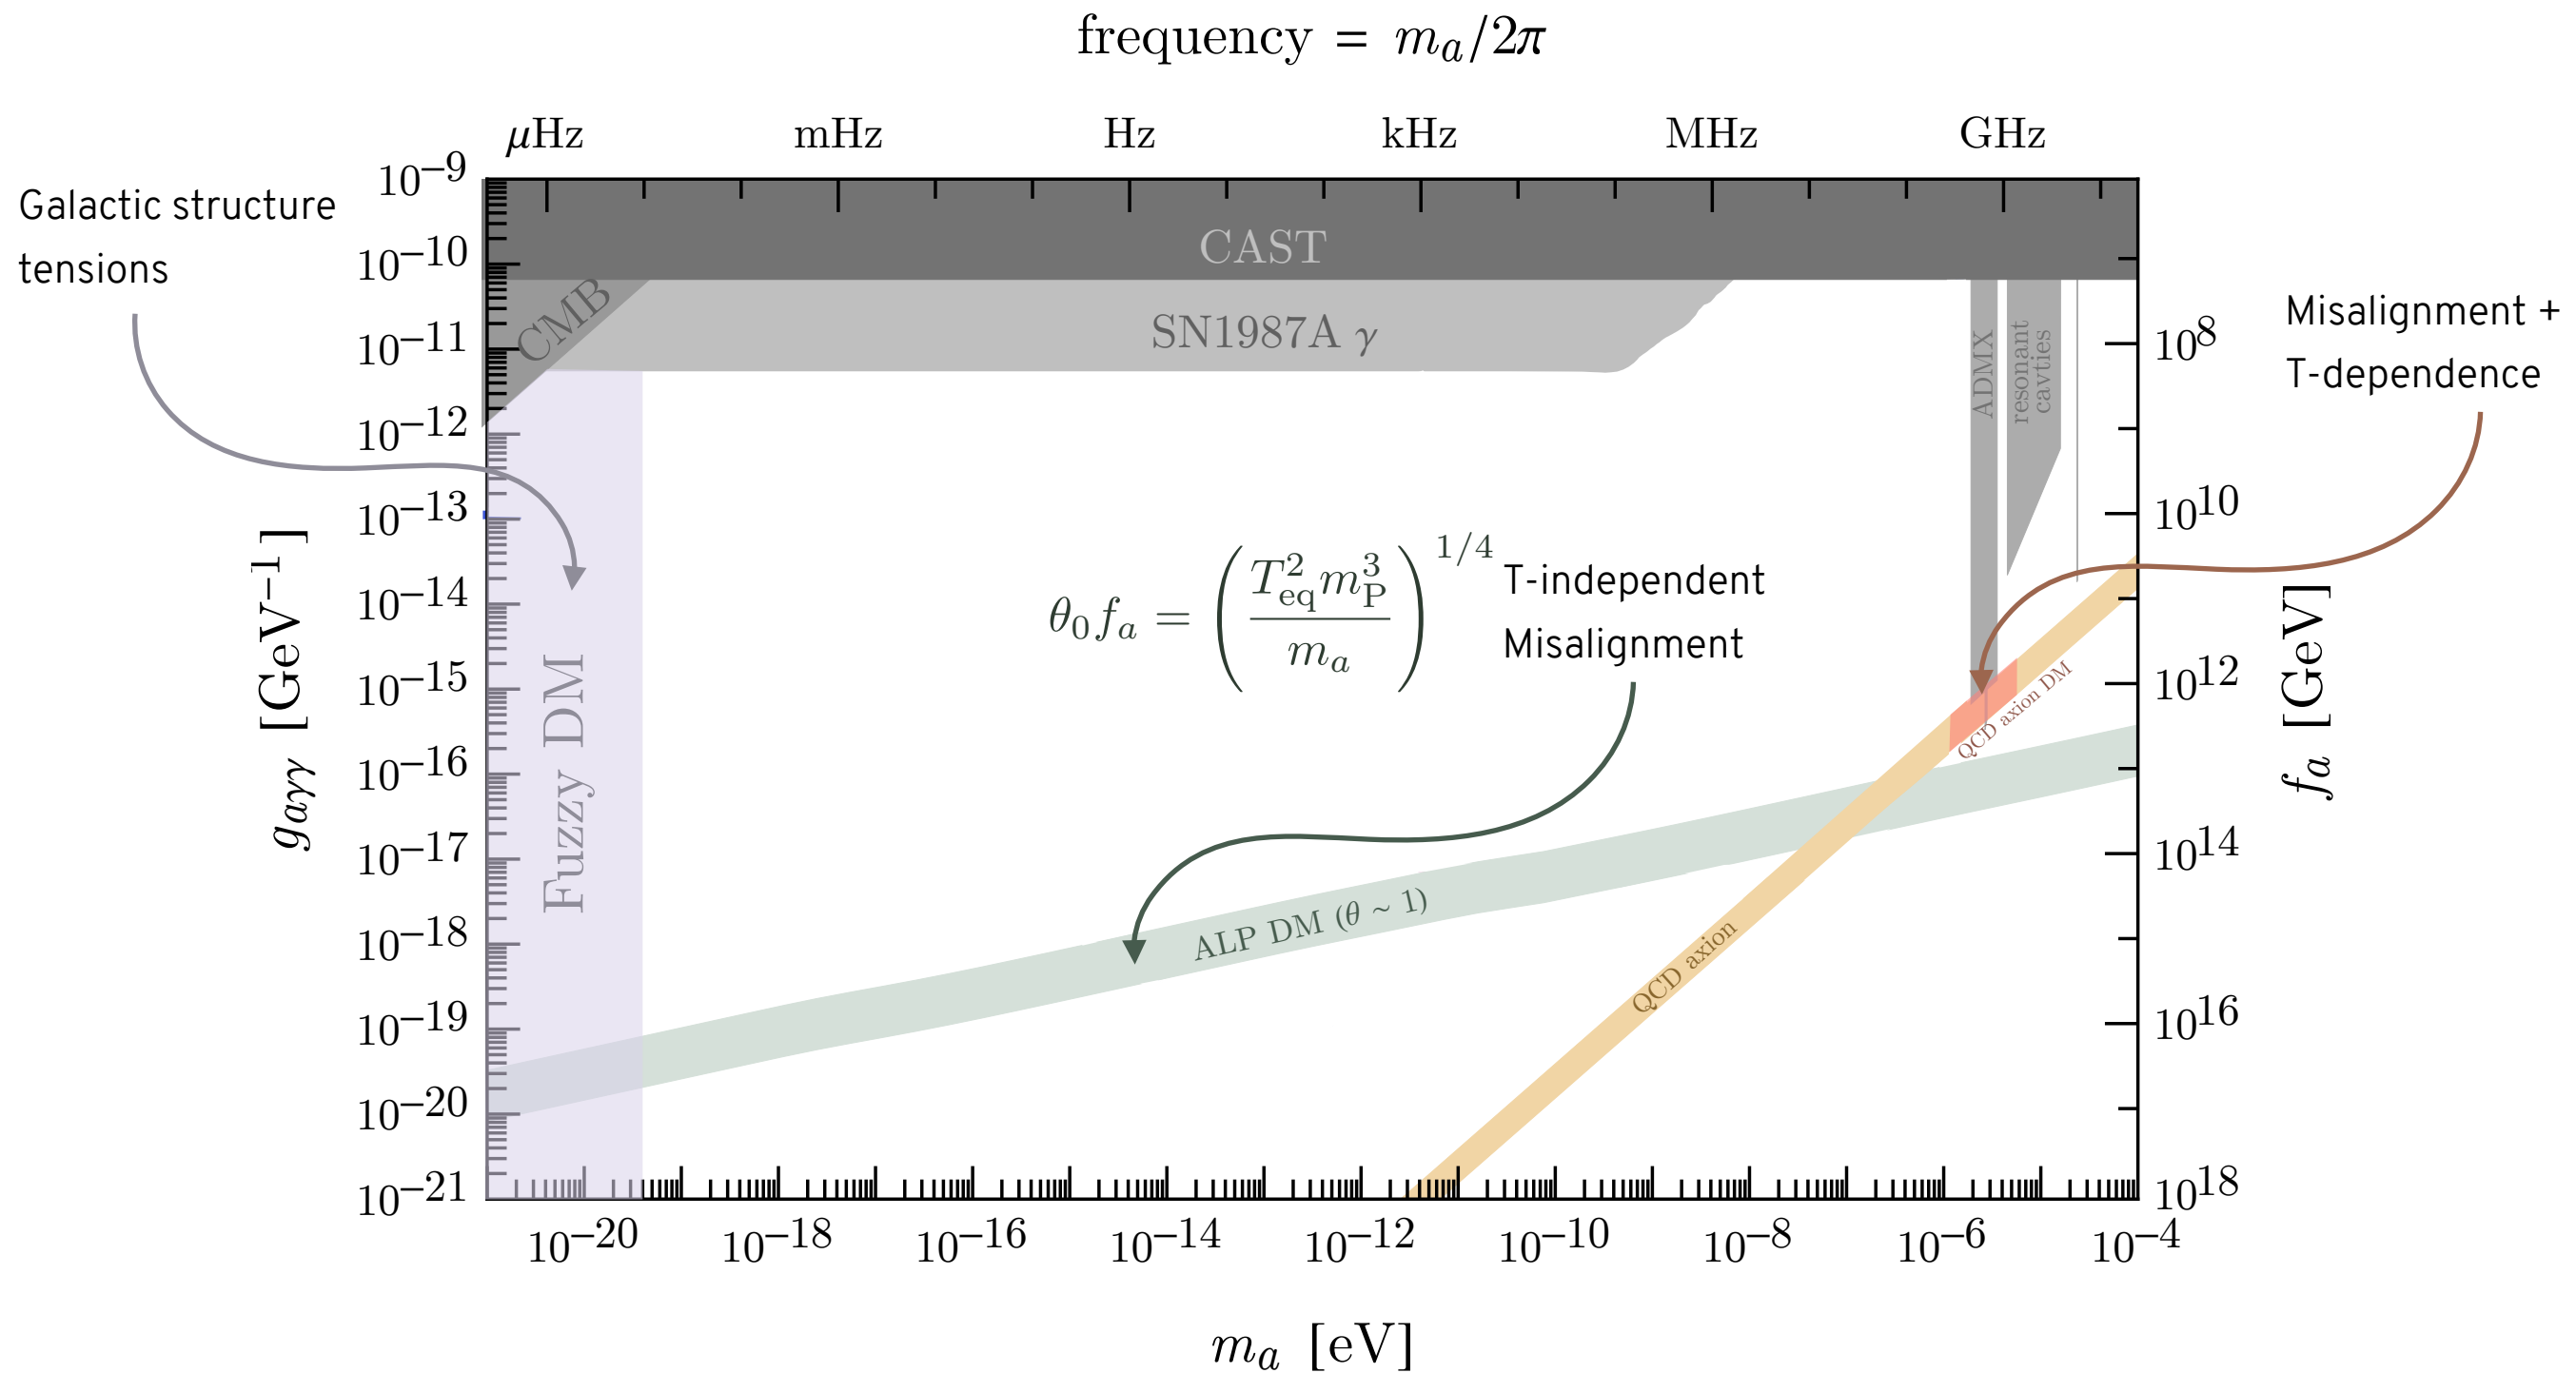 frequency = m_a/2π
μHz mHz Hz kHz MHz GHz
10^−9
10^−10
10^−11
10^−12
10^−13
10^−14
10^−15
10^−16
10^−17
10^−18
10^−19
10^−20
10^−21
g_aγγ [GeV^−1]
Galactic structure
tensions
CAST
CMB
SN1987A γ
ADMX
resonant
cavties
Misalignment +
T-dependence
θ_0 f_a = (T_eq^2 m_P^3 / m_a)^1/4
T-independent
Misalignment
Fuzzy DM
ALP DM (θ ~ 1)
QCD axion
QCD axion DM
10^8
10^10
10^12
10^14
10^16
10^18
f_a [GeV]
10^−20 10^−18 10^−16 10^−14 10^−12 10^−10 10^−8 10^−6 10^−4
m_a [eV]